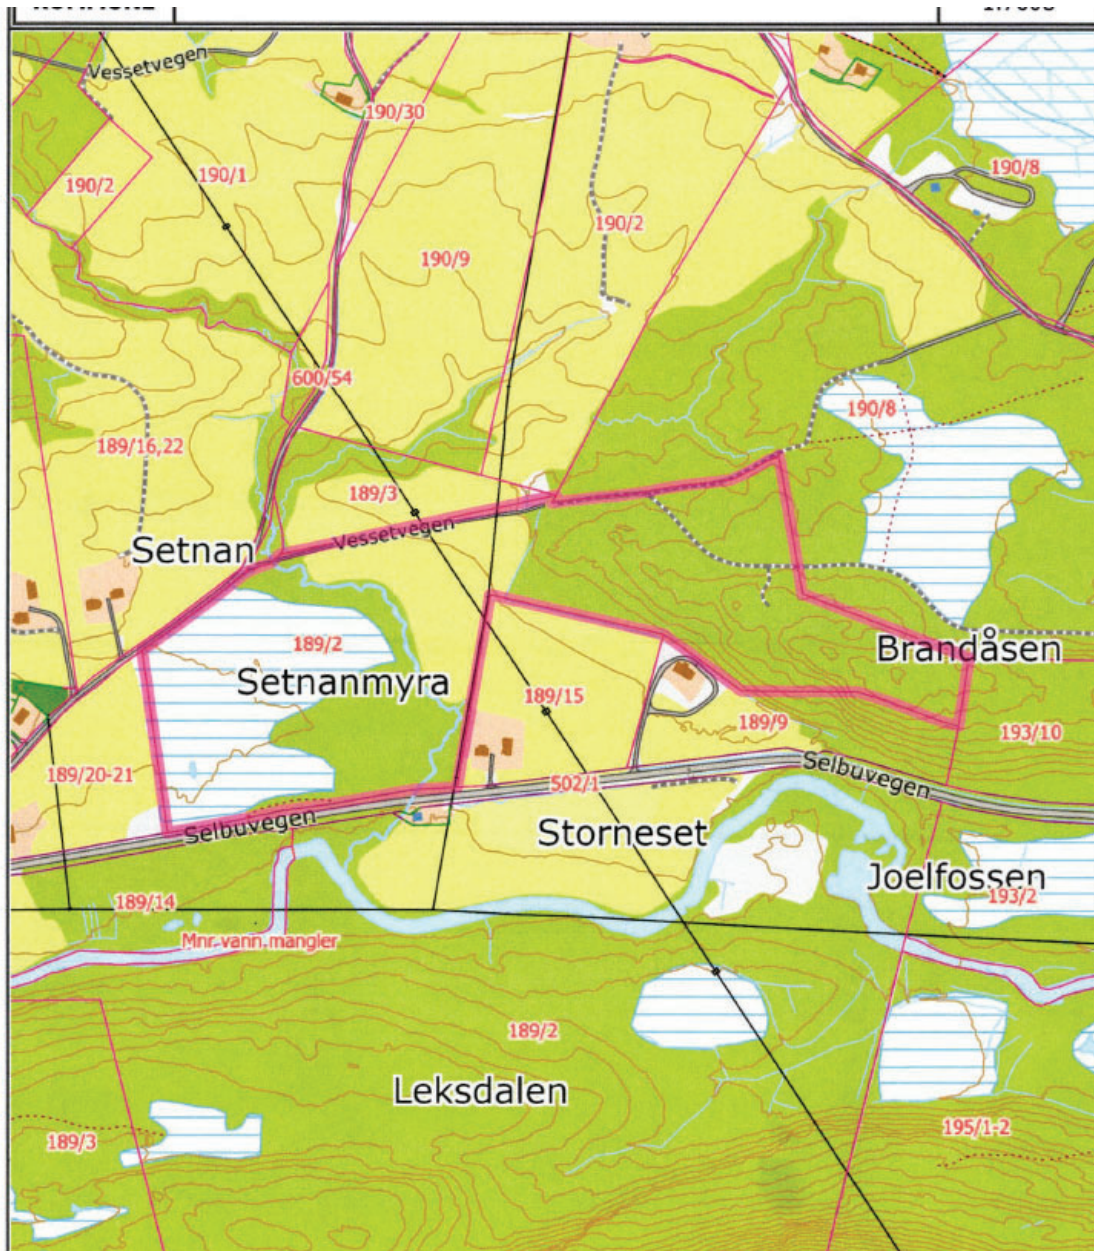 KOMMUNE
1:7606
Vessetvegen
190/30
190/8
190/1
190/2
190/2
190/9
600/54
190/8
189/16,22
189/3
Vessetvegen
Setnan
189/2
Brandåsen
Setnanmyra
189/15
189/9
193/10
189/20-21
502/1
Selbuvegen
Selbuvegen
Storneset
Joelfossen
193/2
189/14
Mnr vann mangler
189/2
Leksdalen
195/1-2
189/3